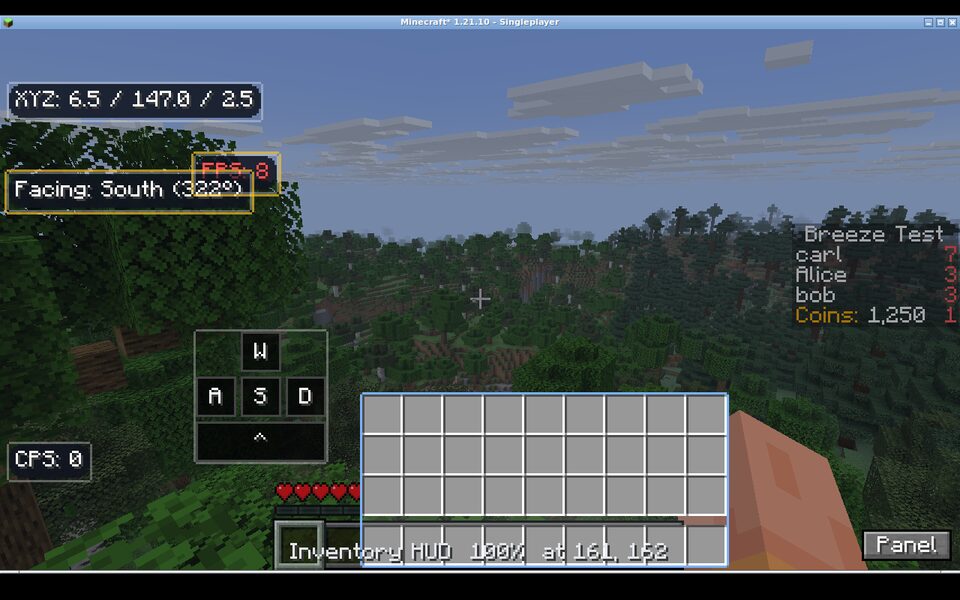 Minecraft* 1.21.10 - Singleplayer
XYZ: 6.5 / 147.0 / 2.5
FPS: 8
Facing: South (322°)
Breeze Test
carl 7
Alice 3
bob 3
Coins: 1,250 1
W
A S D
^
CPS: 0
Inventory HUD 100% at 161, 162
Panel